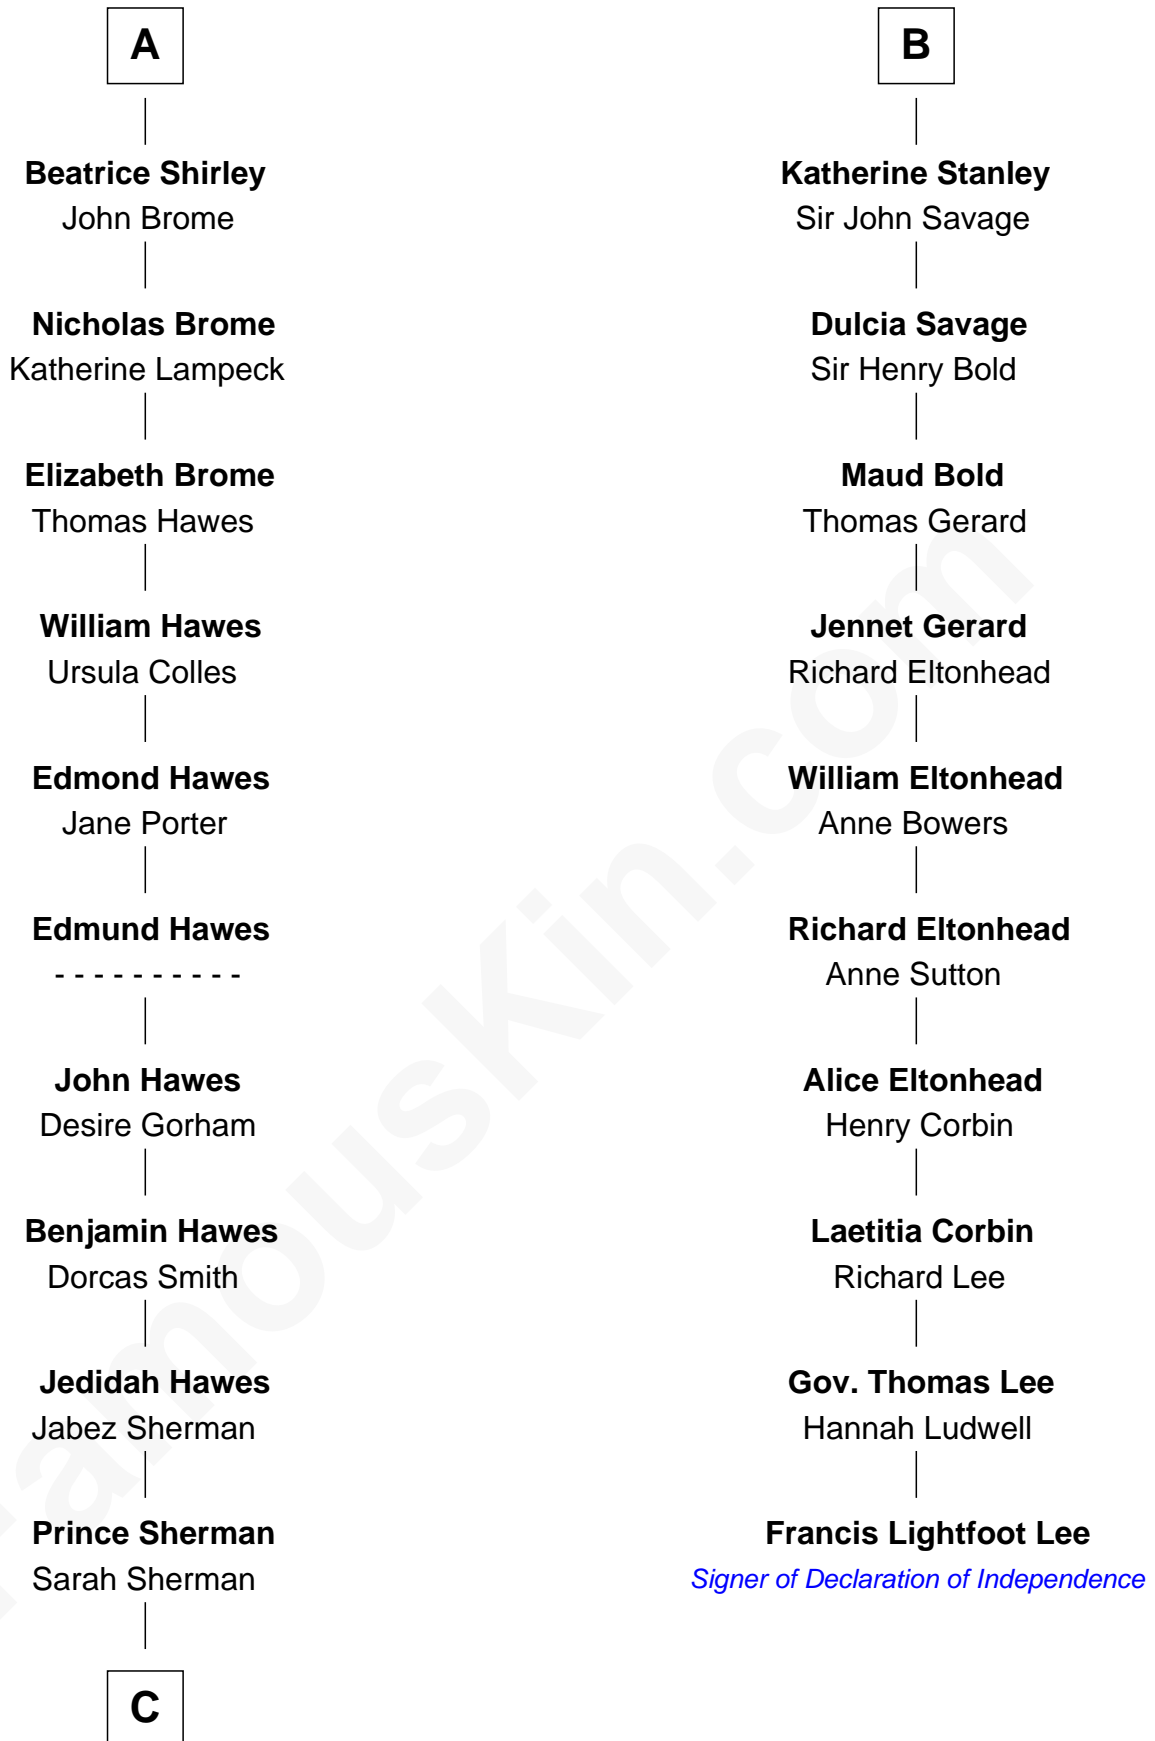 A
Beatrice Shirley
John Brome
Nicholas Brome
Katherine Lampeck
Elizabeth Brome
Thomas Hawes
William Hawes
Ursula Colles
Edmond Hawes
Jane Porter
Edmund Hawes
- - - - - - - - - -
John Hawes
Desire Gorham
Benjamin Hawes
Dorcas Smith
Jedidah Hawes
Jabez Sherman
Prince Sherman
Sarah Sherman
C
B
Katherine Stanley
Sir John Savage
Dulcia Savage
Sir Henry Bold
Maud Bold
Thomas Gerard
Jennet Gerard
Richard Eltonhead
William Eltonhead
Anne Bowers
Richard Eltonhead
Anne Sutton
Alice Eltonhead
Henry Corbin
Laetitia Corbin
Richard Lee
Gov. Thomas Lee
Hannah Ludwell
Francis Lightfoot Lee
Signer of Declaration of Independence
FamousKin.com